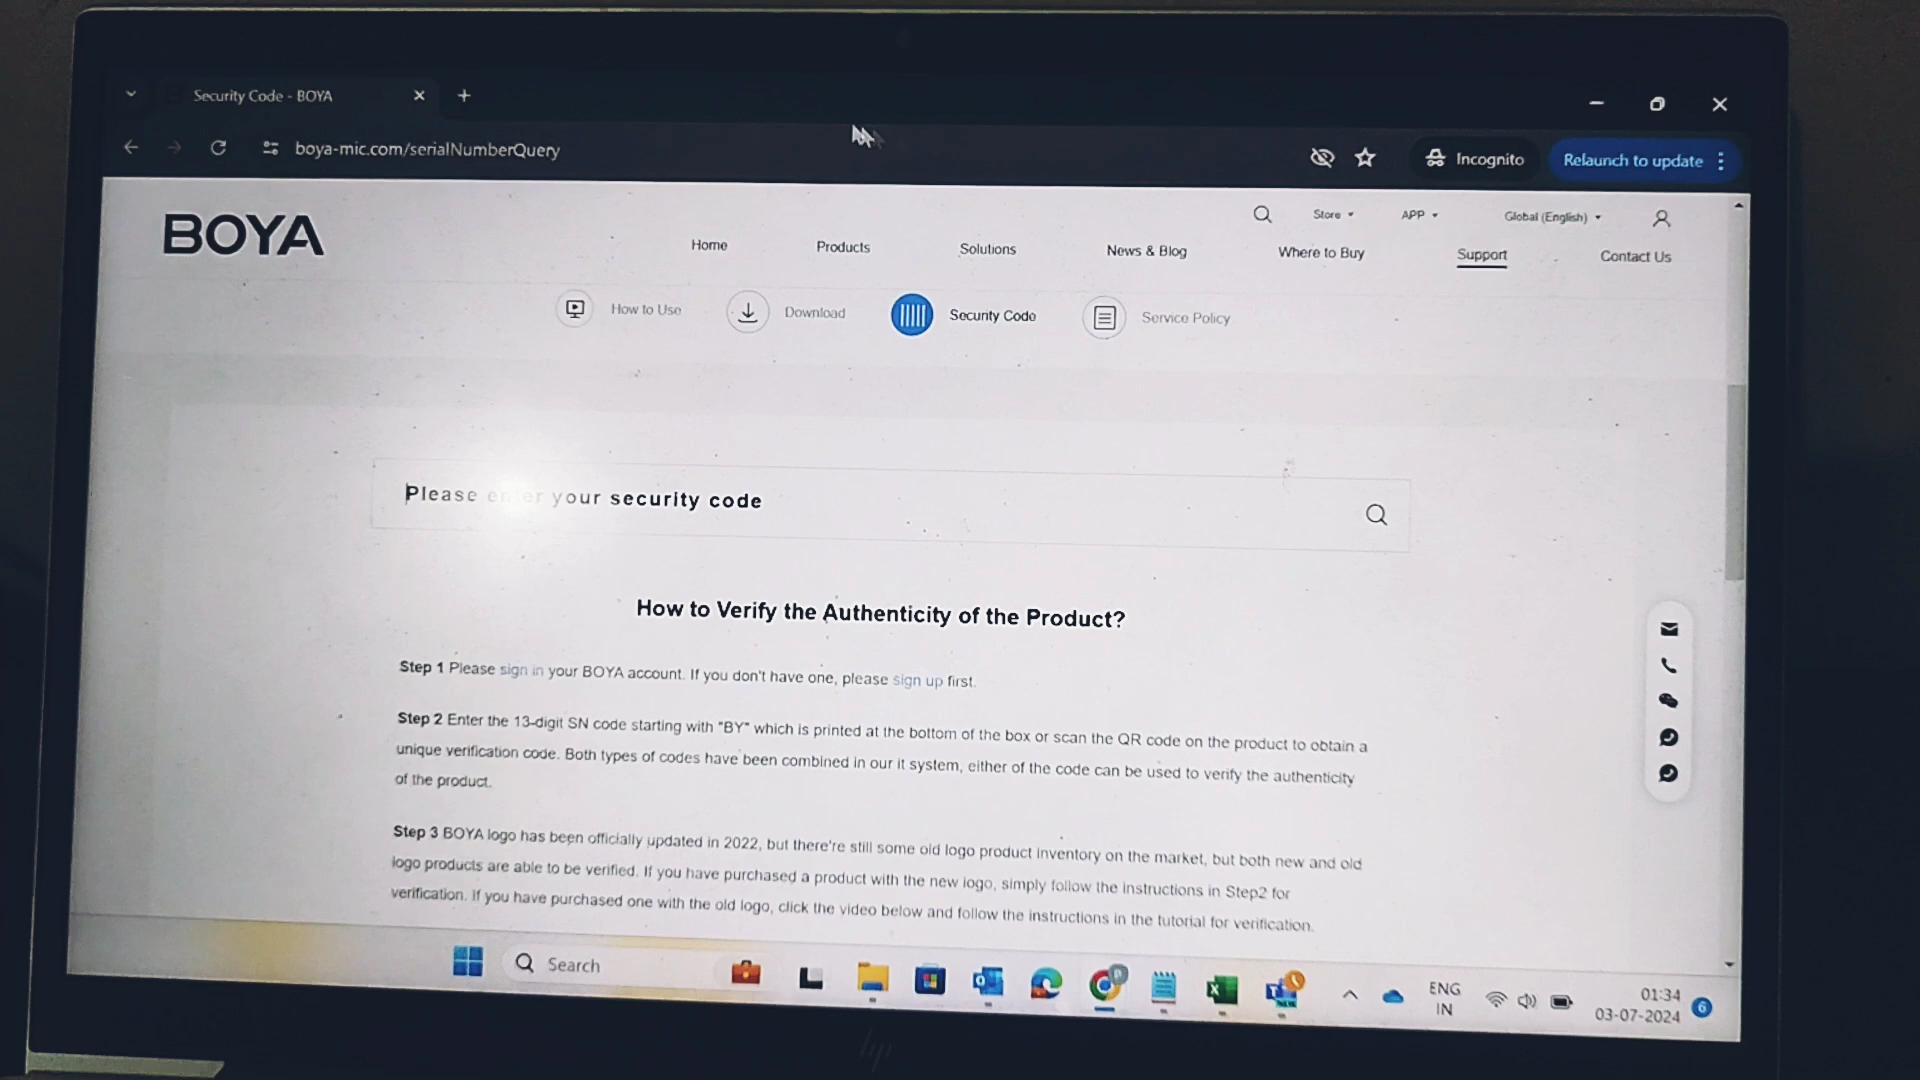 Security Code - BOYA
boya-mic.com/serialNumberQuery
Incognito
Relaunch to update
BOYA
Store
APP
Global (English)
Home
Products
Solutions
News & Blog
Where to Buy
Support
Contact Us
How to Use
Download
Security Code
Service Policy
Please enter your security code
How to Verify the Authenticity of the Product?
Step 1 Please sign in your BOYA account. If you don't have one, please sign up first.
Step 2 Enter the 13-digit SN code starting with "BY" which is printed at the bottom of the box or scan the QR code on the product to obtain a
unique verification code. Both types of codes have been combined in our it system, either of the code can be used to verify the authenticity
of the product.
Step 3 BOYA logo has been officially updated in 2022, but there're still some old logo product inventory on the market, but both new and old
logo products are able to be verified. If you have purchased a product with the new logo, simply follow the instructions in Step2 for
verification. If you have purchased one with the old logo, click the video below and follow the instructions in the tutorial for verification.
Search
ENG
IN
01:34
03-07-2024
6
hp